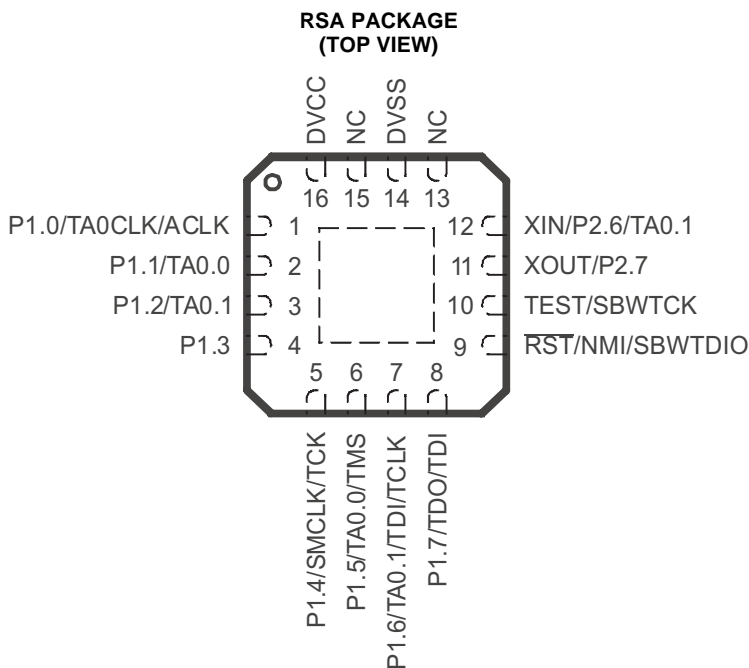 RSA PACKAGE
(TOP VIEW)
DVCC
NC
DVSS
NC
16
15
14
13
P1.0/TA0CLK/ACLK
1
12
XIN/P2.6/TA0.1
P1.1/TA0.0
2
11
XOUT/P2.7
P1.2/TA0.1
3
10
TEST/SBWTCK
P1.3
4
9
RST/NMI/SBWTDIO
5
6
7
8
P1.4/SMCLK/TCK
P1.5/TA0.0/TMS
P1.6/TA0.1/TDI/TCLK
P1.7/TDO/TDI